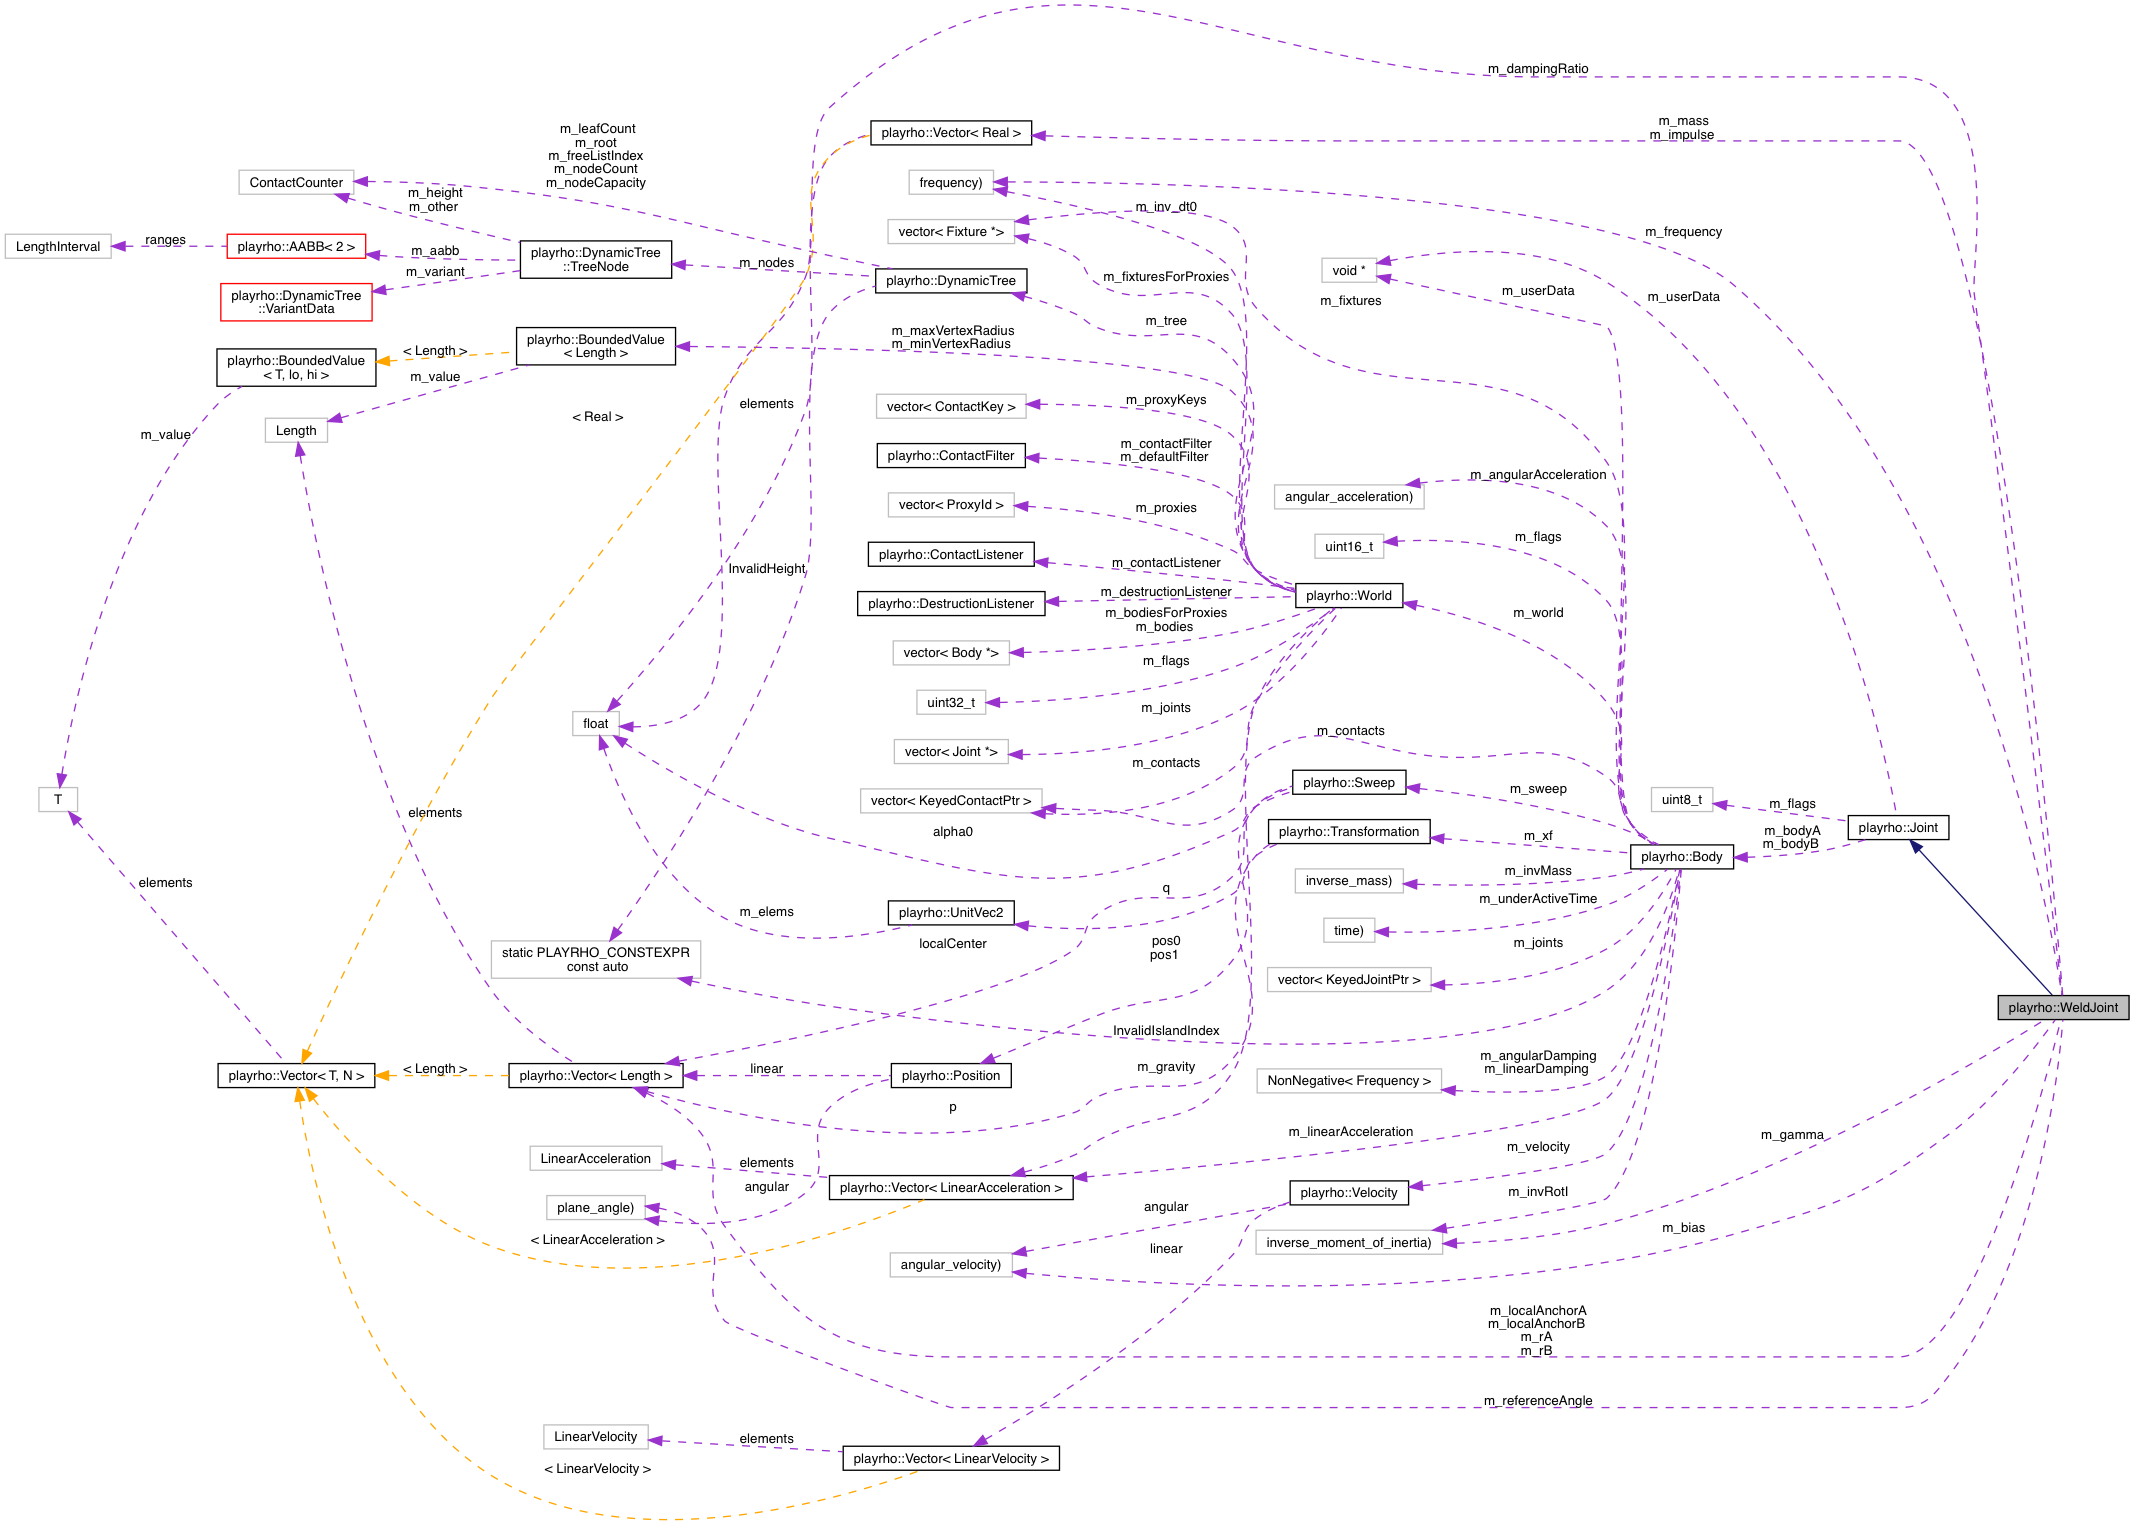 m_dampingRatio
m_mass
m_impulse
playrho::Vector< Real >
m_leafCount
m_root
m_freeListIndex
m_nodeCount
m_nodeCapacity
ContactCounter
frequency)
m_height
m_other
m_inv_dt0
vector< Fixture *>
m_frequency
LengthInterval
ranges
playrho::AABB< 2 >
m_aabb
playrho::DynamicTree
::TreeNode
m_nodes
playrho::DynamicTree
m_fixturesForProxies
void *
m_userData
m_userData
m_fixtures
m_variant
playrho::DynamicTree
::VariantData
m_tree
playrho::BoundedValue
< T, lo, hi >
< Length >
playrho::BoundedValue
< Length >
m_maxVertexRadius
m_minVertexRadius
m_value
Length
m_value
< Real >
elements
vector< ContactKey >
m_proxyKeys
playrho::ContactFilter
m_contactFilter
m_defaultFilter
m_angularAcceleration
angular_acceleration)
vector< ProxyId >
m_proxies
uint16_t
m_flags
playrho::ContactListener
m_contactListener
InvalidHeight
playrho::DestructionListener
m_destructionListener
playrho::World
m_world
m_bodiesForProxies
m_bodies
vector< Body *>
m_flags
uint32_t
m_joints
float
vector< Joint *>
m_contacts
m_contacts
T
elements
vector< KeyedContactPtr >
playrho::Sweep
m_sweep
uint8_t
m_flags
playrho::Joint
alpha0
playrho::Transformation
m_xf
m_bodyA
m_bodyB
playrho::Body
elements
q
inverse_mass)
m_invMass
m_underActiveTime
m_elems
playrho::UnitVec2
time)
localCenter
pos0
pos1
m_joints
static PLAYRHO_CONSTEXPR
const auto
vector< KeyedJointPtr >
playrho::WeldJoint
InvalidIslandIndex
playrho::Vector< T, N >
< Length >
playrho::Vector< Length >
linear
playrho::Position
m_gravity
m_angularDamping
m_linearDamping
NonNegative< Frequency >
p
m_linearAcceleration
m_velocity
m_gamma
LinearAcceleration
elements
angular
playrho::Vector< LinearAcceleration >
playrho::Velocity
m_invRotI
plane_angle)
angular
m_bias
< LinearAcceleration >
linear
inverse_moment_of_inertia)
angular_velocity)
m_localAnchorA
m_localAnchorB
m_rA
m_rB
m_referenceAngle
LinearVelocity
elements
playrho::Vector< LinearVelocity >
< LinearVelocity >